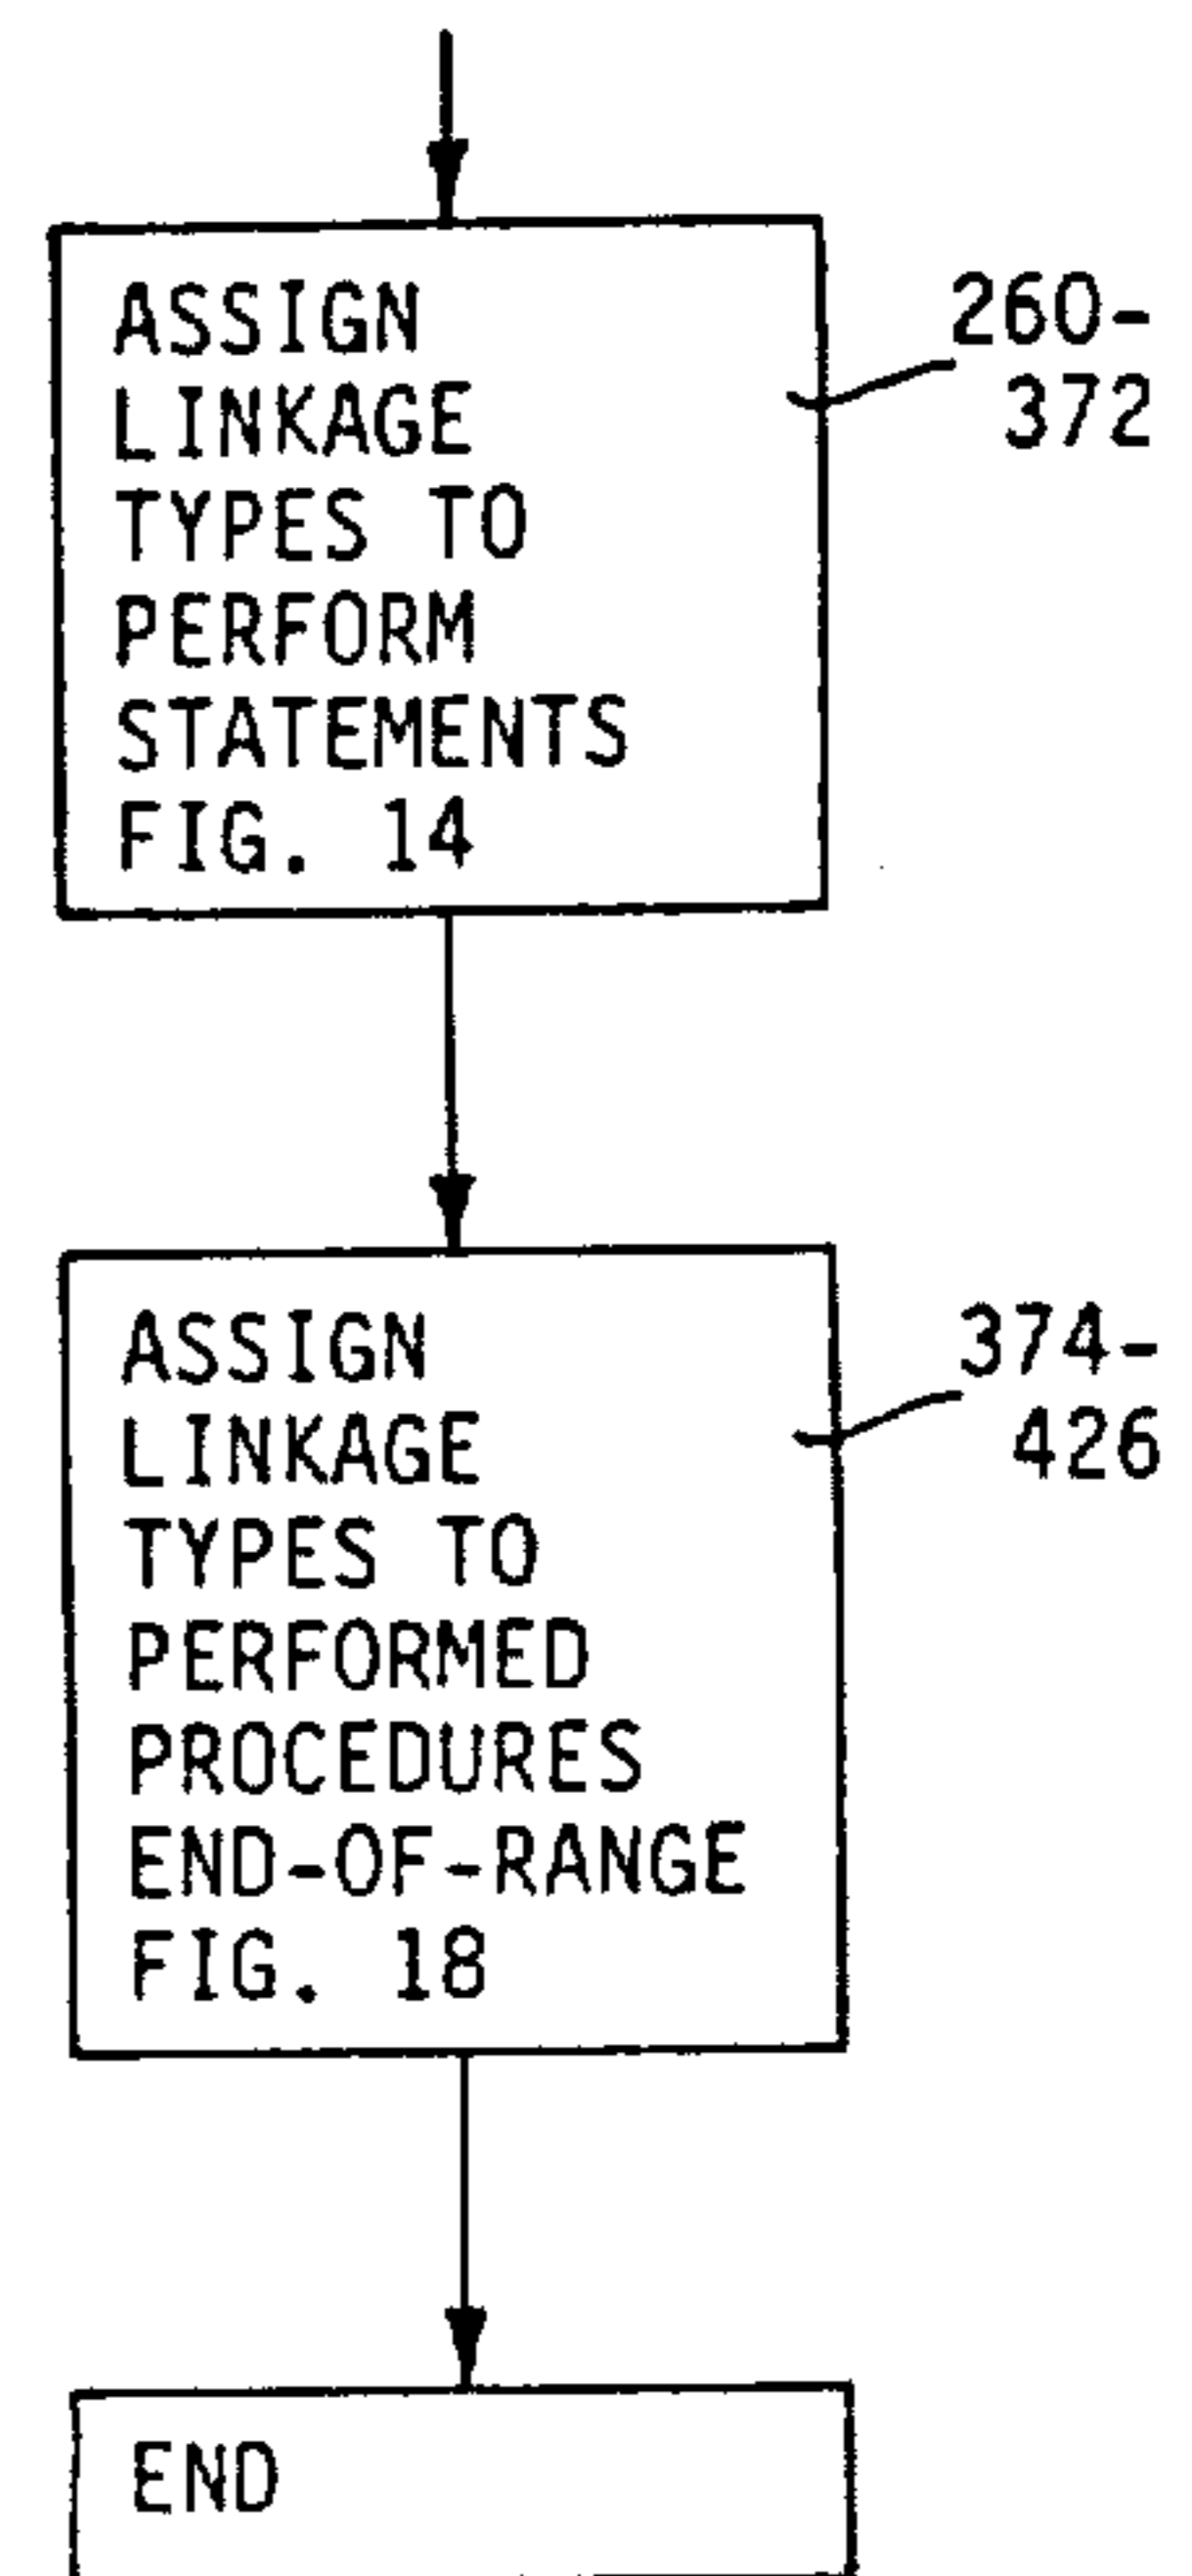 ASSIGN
LINKAGE
TYPES TO
PERFORM
STATEMENTS
FIG. 14
260-
372
ASSIGN
LINKAGE
TYPES TO
PERFORMED
PROCEDURES
END-OF-RANGE
FIG. 18
374-
426
END